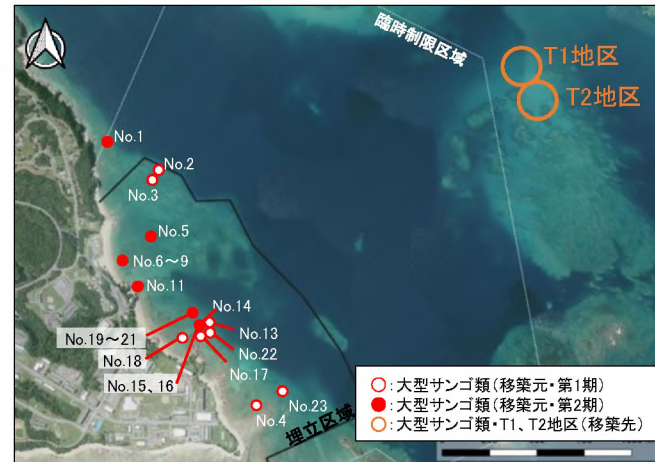 臨時制限区域
T1地区
T2地区
No.1
No.2
No.3
No.5
No.6～9
No.11
No.14
No.19～21
No.13
No.18
No.22
No.15、16
No.17
No.23
No.4
埋立区域
○:大型サンゴ類(移築元・第1期)
●:大型サンゴ類(移築元・第2期)
○:大型サンゴ類・T1、T2地区(移築先)